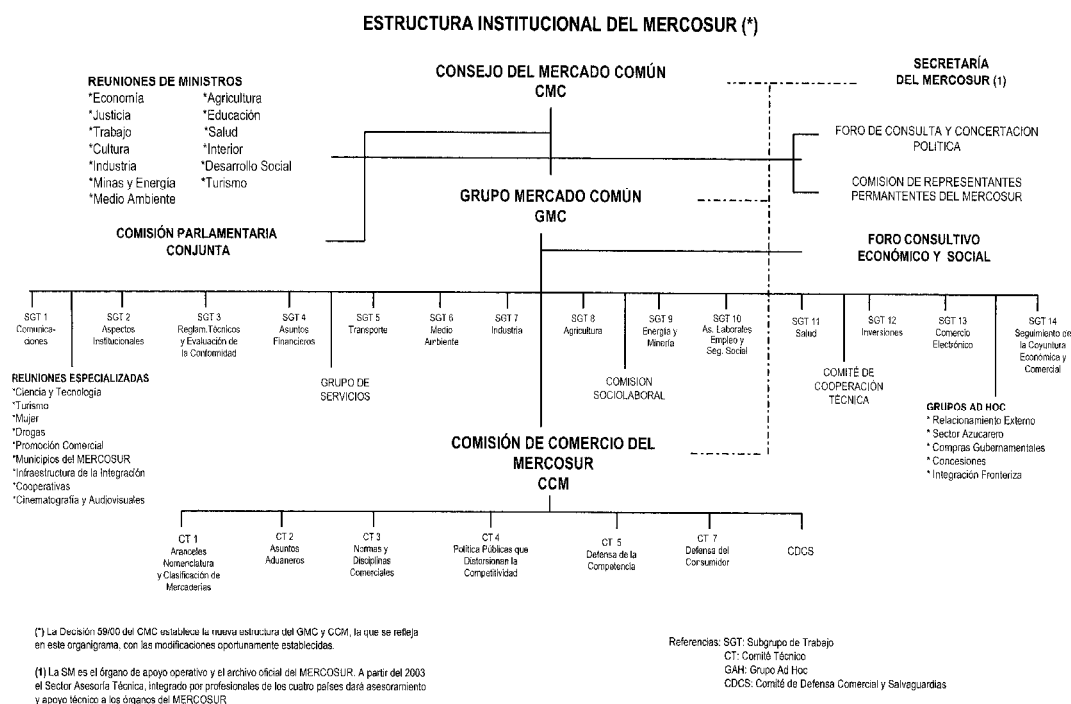 ESTRUCTURA INSTITUCIONAL DEL MERCOSUR (*)
CONSEJO DEL MERCADO COMÚN
CMC
SECRETARÍA
DEL MERCOSUR (1)
REUNIONES DE MINISTROS
*Economía
*Justicia
*Trabajo
*Cultura
*Industria
*Minas y Energía
*Medio Ambiente
*Agricultura
*Educación
*Salud
*Interior
*Desarrollo Social
*Turismo
FORO DE CONSULTA Y CONCERTACION
POLITICA
COMISION DE REPRESENTANTES
PERMANTENTES DEL MERCOSUR
GRUPO MERCADO COMÚN
GMC
COMISIÓN PARLAMENTARIA
CONJUNTA
FORO CONSULTIVO
ECONÓMICO Y SOCIAL
SGT 1
Comunica-
ciones
SGT 2
Aspectos
Institucionales
SGT 3
Reglam.Técnicos
y Evaluación de
la Conformidad
SGT 4
Asuntos
Financieros
SGT 5
Transporte
SGT 6
Medio
Ambiente
SGT 7
Industria
SGT 8
Agricultura
SGT 9
Energía y
Minería
SGT 10
As. Laborales
Empleo y
Seg. Social
SGT 11
Salud
SGT 12
Inversiones
SGT 13
Comercio
Electrónico
SGT 14
Seguimiento de
la Coyuntura
Económica y
Comercial
REUNIONES ESPECIALIZADAS
*Ciencia y Tecnología
*Turismo
*Mujer
*Drogas
*Promoción Comercial
*Municipios del MERCOSUR
*Infraestructura de la Integración
*Cooperativas
*Cinematografía y Audiovisuales
GRUPO DE
SERVICIOS
COMISION
SOCIOLABORAL
COMITÉ DE
COOPERACIÓN
TÉCNICA
GRUPOS AD HOC
* Relacionamiento Externo
* Sector Azucarero
* Compras Gubernamentales
* Concesiones
* Integración Fronteriza
COMISIÓN DE COMERCIO DEL
MERCOSUR
CCM
CT 1
Aranceles
Nomenclatura
y Clasificación de
Mercaderías
CT 2
Asuntos
Aduaneros
CT 3
Normas y
Disciplinas
Comerciales
CT 4
Política Públicas que
Distorsionan la
Competitividad
CT 5
Defensa de la
Competencia
CT 7
Defensa del
Consumidor
CDCS
(*) La Decisión 59/00 del CMC establece la nueva estructura del GMC y CCM, la que se refleja
en este organigrama, con las modificaciones oportunamente establecidas.
(1) La SM es el órgano de apoyo operativo y el archivo oficial del MERCOSUR. A partir del 2003
el Sector Asesoría Técnica, integrado por profesionales de los cuatro países dará asesoramiento
y apoyo técnico a los órganos del MERCOSUR
Referencias: SGT: Subgrupo de Trabajo
CT: Comité Técnico
GAH: Grupo Ad Hoc
CDCS: Comité de Defensa Comercial y Salvaguardias